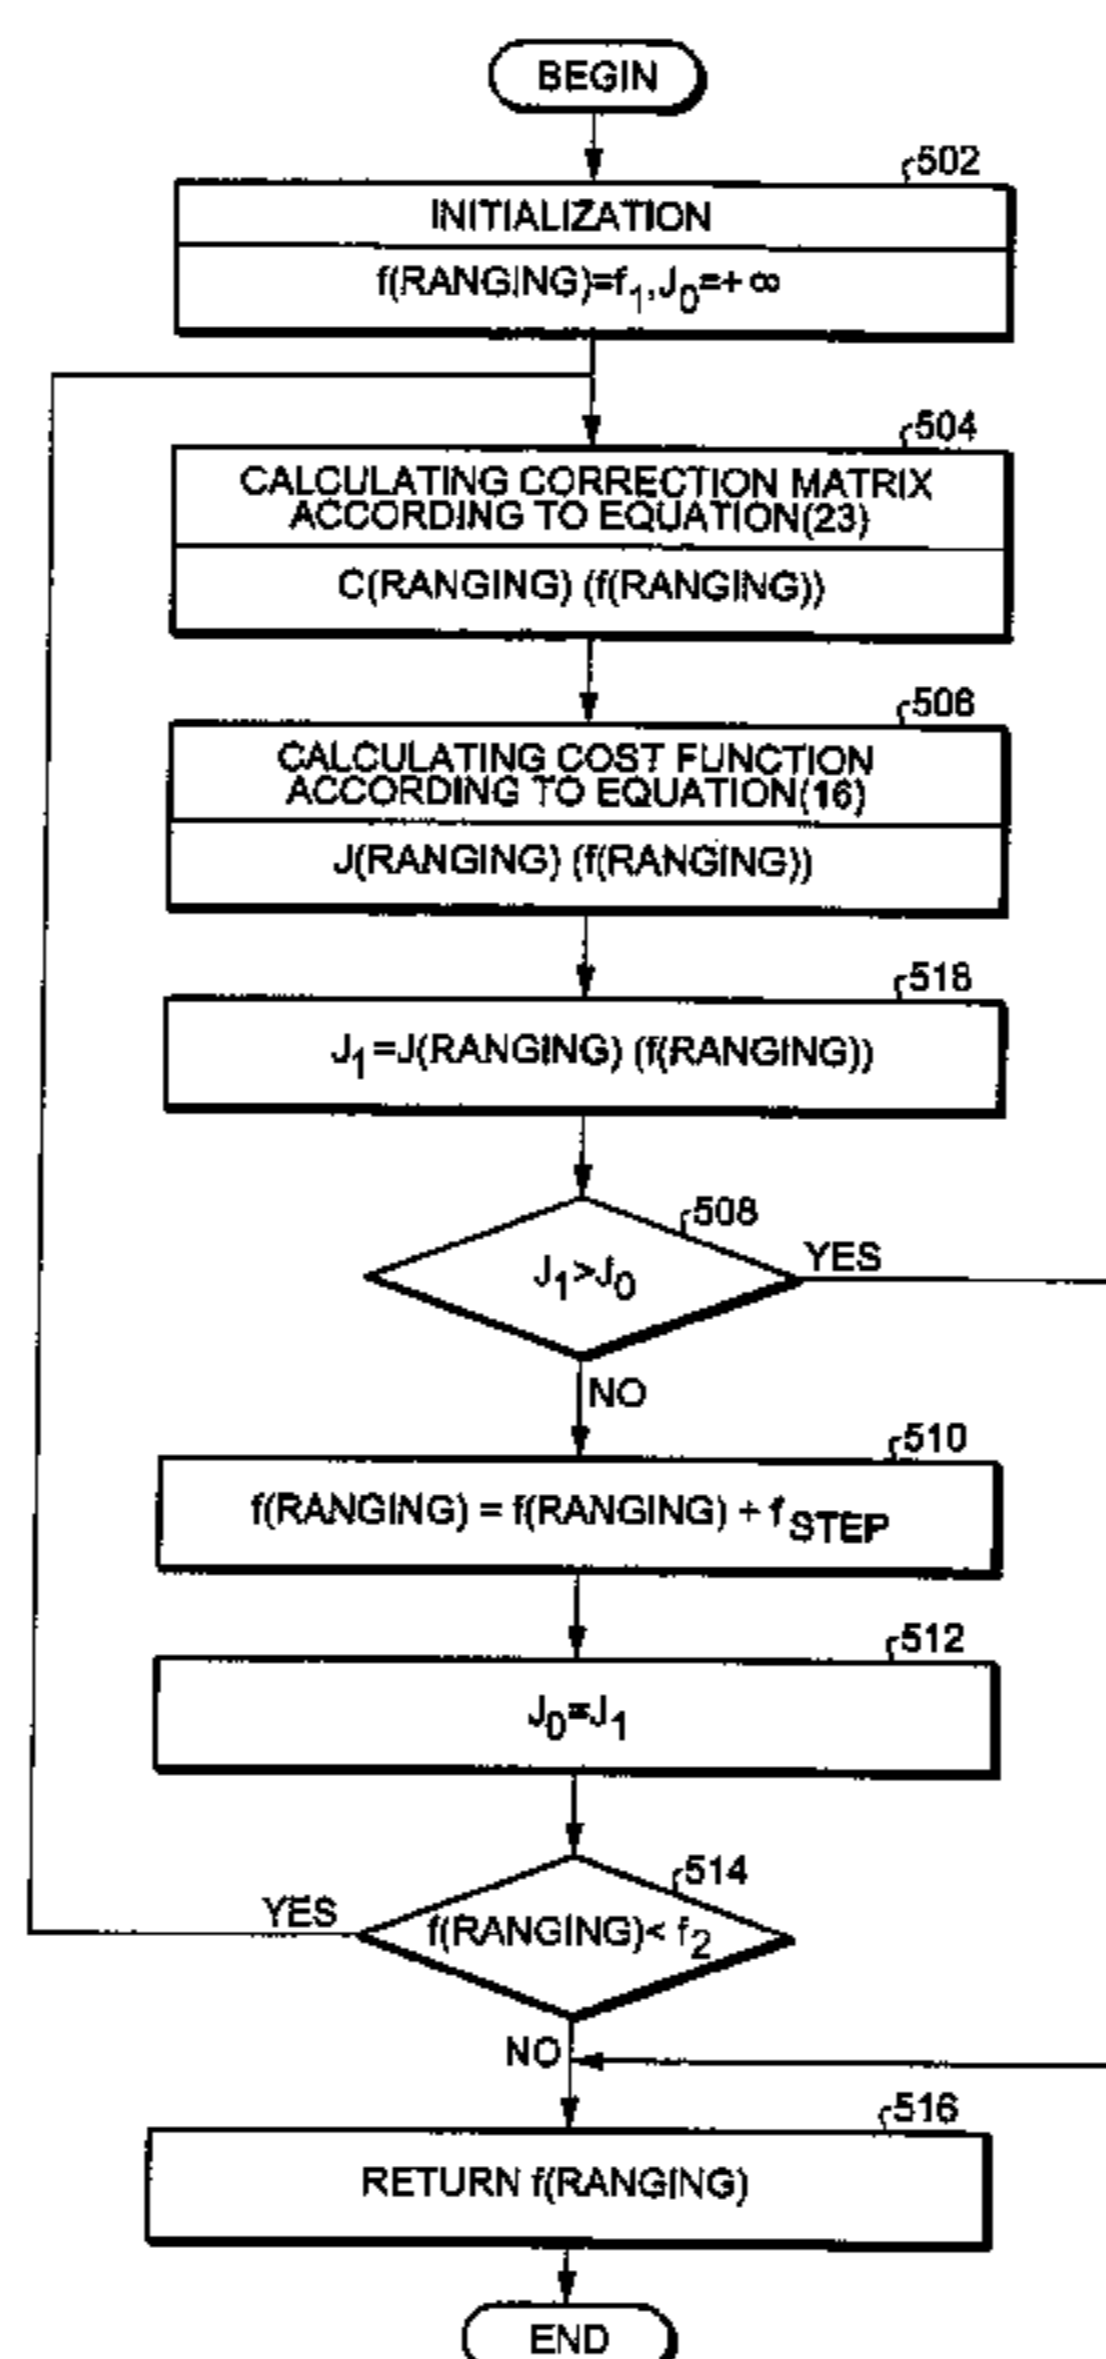 BEGIN
502
INITIALIZATION
f(RANGING)=f1,J0=+∞
504
CALCULATING CORRECTION MATRIX
ACCORDING TO EQUATION(23)
C(RANGING) (f(RANGING))
506
CALCULATING COST FUNCTION
ACCORDING TO EQUATION(16)
J(RANGING) (f(RANGING))
518
J1=J(RANGING) (f(RANGING))
508
J1>J0
YES
NO
510
f(RANGING) = f(RANGING) + fSTEP
512
J0=J1
514
YES
f(RANGING)< f2
NO
516
RETURN f(RANGING)
END